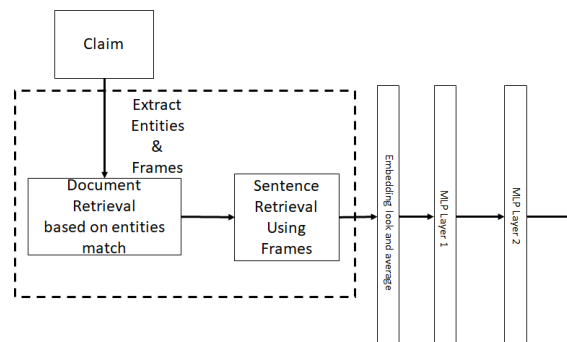 Claim
Extract
Entities
&
Frames
Document
Retrieval
based on entities
match
Sentence
Retrieval
Using
Frames
Embedding look and average
MLP Layer 1
MLP Layer 2